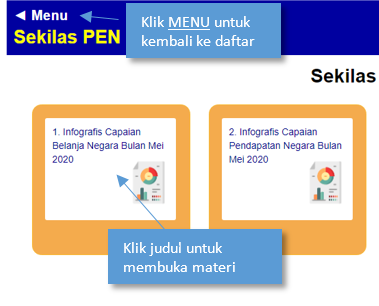 ◄ Menu
Sekilas PEN
Klik MENU untuk
kembali ke daftar
Sekilas
1. Infografis Capaian
Belanja Negara Bulan Mei
2020
2. Infografis Capaian
Pendapatan Negara Bulan
Mei 2020
Klik judul untuk
membuka materi